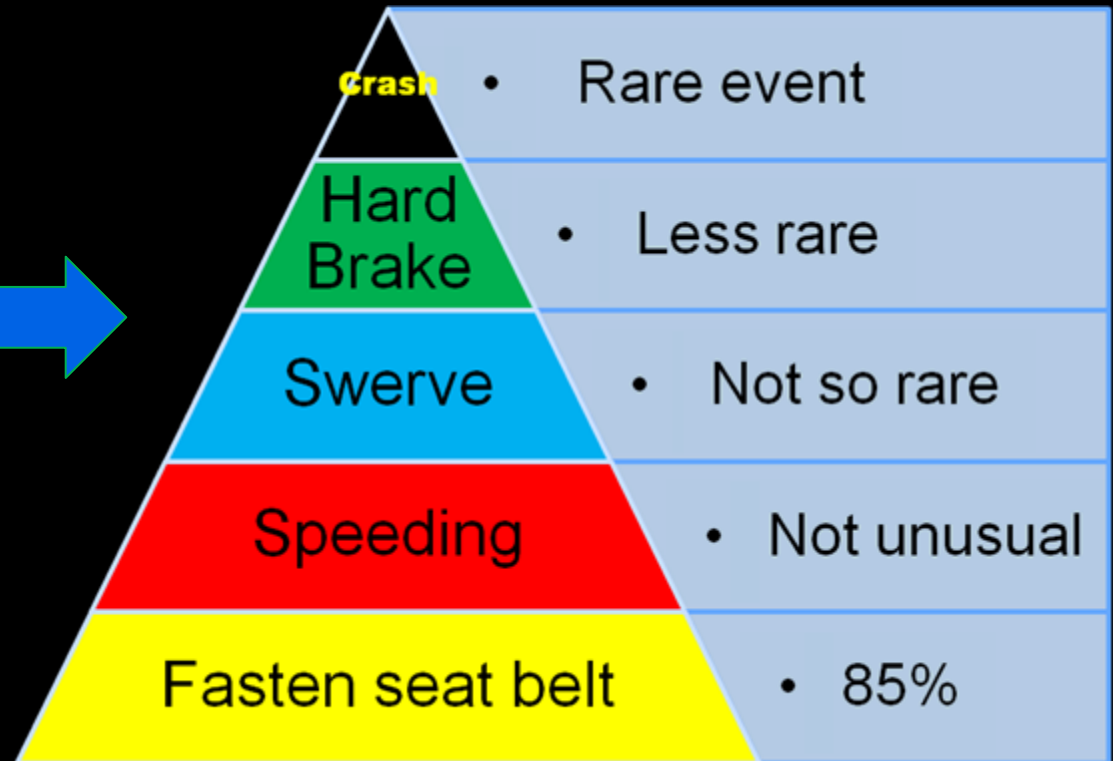 Crash
• Rare event
Hard
Brake
• Less rare
Swerve
• Not so rare
Speeding
• Not unusual
Fasten seat belt
• 85%